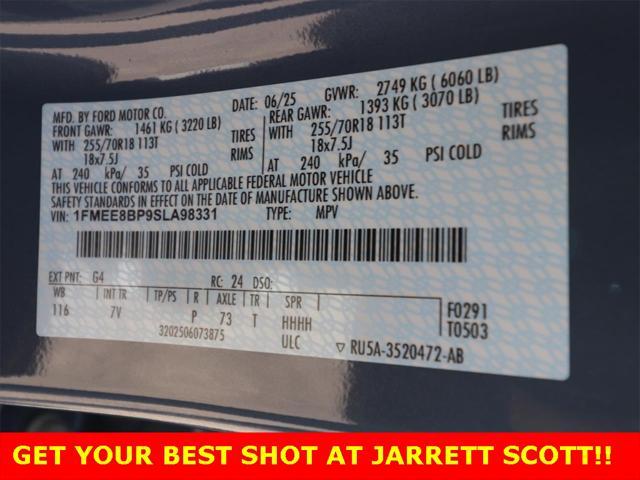 MFD. BY FORD MOTOR CO. DATE: 06/25 GVWR: 2749 KG ( 6060 LB)
FRONT GAWR: 1461 KG ( 3220 LB) REAR GAWR: 1393 KG ( 3070 LB)
WITH 255/70R18 113T TIRES WITH 255/70R18 113T TIRES
18x7.5J RIMS 18x7.5J RIMS
AT 240 kPa/ 35 PSI COLD AT 240 kPa/ 35 PSI COLD
THIS VEHICLE CONFORMS TO ALL APPLICABLE FEDERAL MOTOR VEHICLE
SAFETY STANDARDS IN EFFECT ON THE DATE OF MANUFACTURE SHOWN ABOVE.
VIN: 1FMEE8BP9SLA98331 TYPE: MPV
EXT PNT: G4 RC: 24 DSO:
WB INT TR TP/PS R AXLE TR SPR F0291
116 7V P 73 T HHHH T0503
3202506073875 ULC ▽ RU5A-3520472-AB
GET YOUR BEST SHOT AT JARRETT SCOTT!!